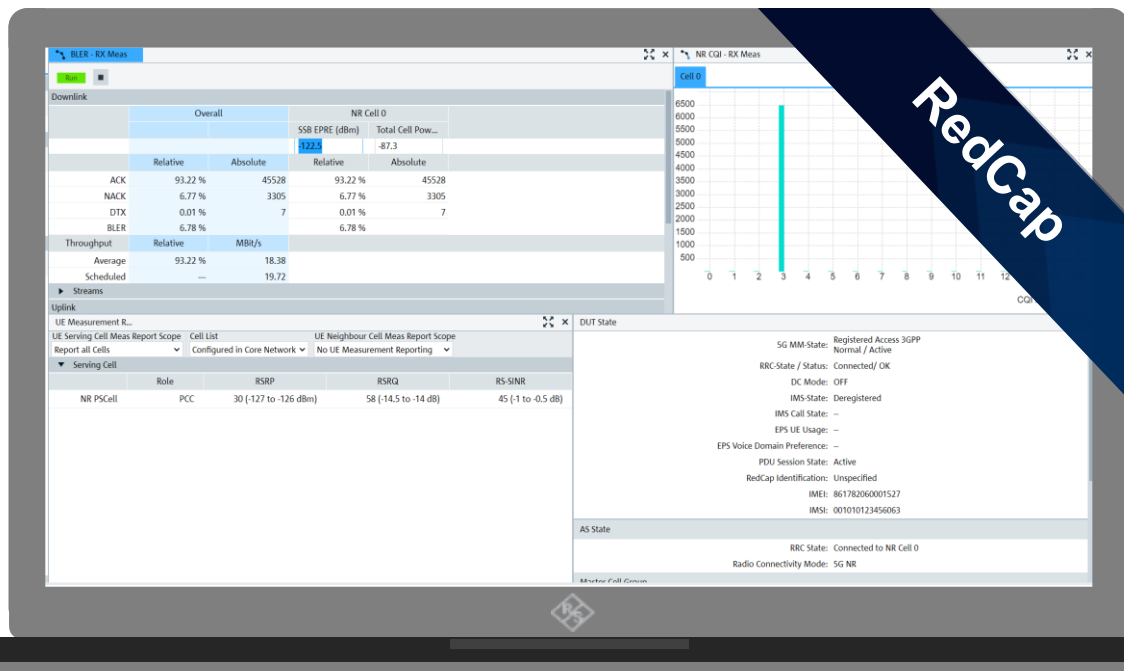 BLER - RX Meas
Run
Downlink
Overall NR Cell 0
SSB EPRE (dBm) Total Cell Pow...
-122.5 -87.3
Relative Absolute Relative Absolute
ACK 93.22 % 45528 93.22 % 45528
NACK 6.77 % 3305 6.77 % 3305
DTX 0.01 % 7 0.01 % 7
BLER 6.78 % 6.78 %
Throughput Relative MBit/s
Average 93.22 % 18.38
Scheduled --- 19.72
Streams
Uplink
NR CQI - RX Meas
Cell 0
6500
6000
5500
5000
4500
4000
3500
3000
2500
2000
1500
1000
500
0 1 2 3 4 5 6 7 8 9 10 11 12
CQI
RedCap
UE Measurement R...
UE Serving Cell Meas Report Scope Cell List UE Neighbour Cell Meas Report Scope
Report all Cells Configured in Core Network No UE Measurement Reporting
Serving Cell
Role RSRP RSRQ RS-SINR
NR PSCell PCC 30 (-127 to -126 dBm) 58 (-14.5 to -14 dB) 45 (-1 to -0.5 dB)
DUT State
5G MM-State: Registered Access 3GPP
Normal / Active
RRC-State / Status: Connected/ OK
DC Mode: OFF
IMS-State: Deregistered
IMS Call State: --
EPS UE Usage: --
EPS Voice Domain Preference: --
PDU Session State: Active
RedCap Identification: Unspecified
IMEI: 861782060001527
IMSI: 001010123456063
AS State
RRC State: Connected to NR Cell 0
Radio Connectivity Mode: 5G NR
Master Cell Group
R&S